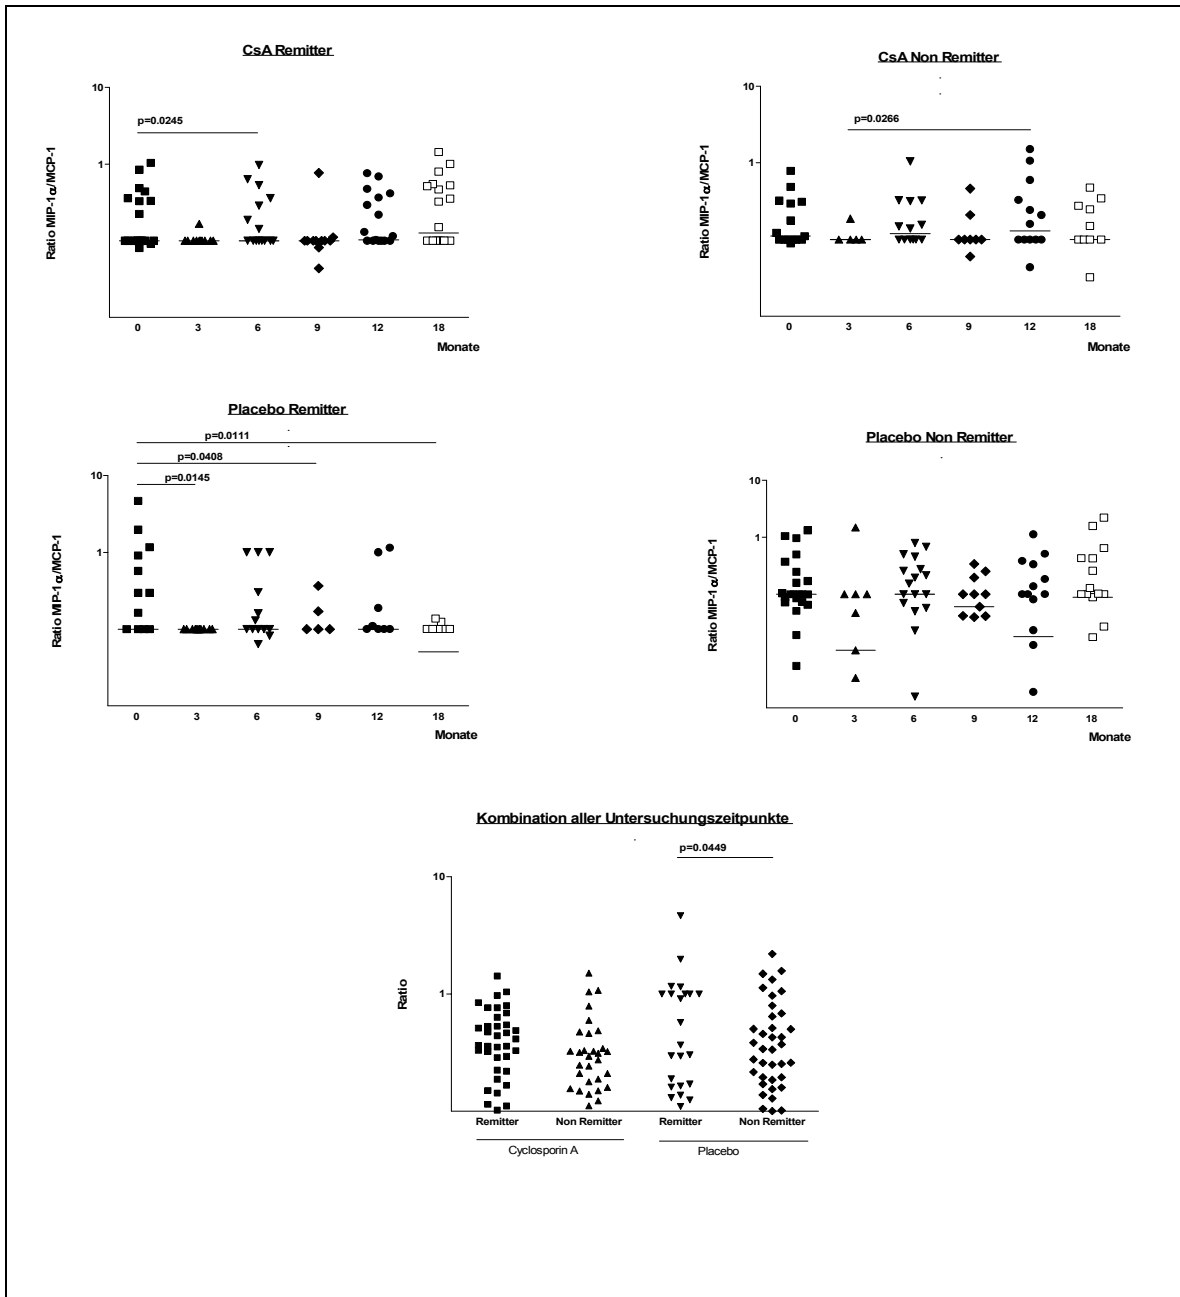 CsA Remitter
10
p=0.0245
1
Ratio MIP-1α/MCP-1
0 3 6 9 12 18
Monate
CsA Non Remitter
10
p=0.0266
1
Ratio MIP-1α/MCP-1
0 3 6 9 12 18
Monate
Placebo Remitter
p=0.0111
p=0.0408
10
p=0.0145
1
Ratio MIP-1α/MCP-1
0 3 6 9 12 18
Monate
Placebo Non Remitter
10
1
Ratio MIP-1α/MCP-1
0 3 6 9 12 18
Monate
Kombination aller Untersuchungszeitpunkte
p=0.0449
10
1
Ratio
Remitter Non Remitter Remitter Non Remitter
Cyclosporin A Placebo